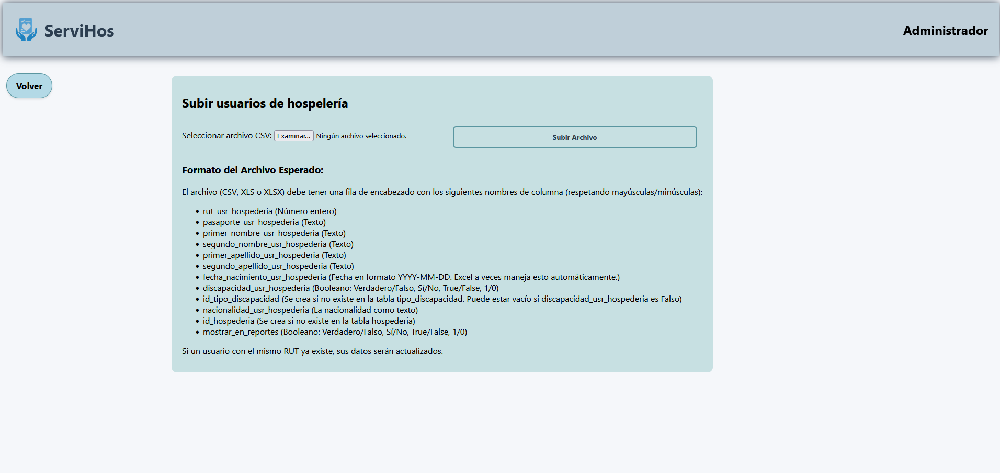 ServiHos
Administrador
Volver
Subir usuarios de hospelería
Seleccionar archivo CSV: Examinar... Ningún archivo seleccionado.
Subir Archivo
Formato del Archivo Esperado:
El archivo (CSV, XLS o XLSX) debe tener una fila de encabezado con los siguientes nombres de columna (respetando mayúsculas/minúsculas):
• rut_usr_hospederia (Número entero)
• pasaporte_usr_hospederia (Texto)
• primer_nombre_usr_hospederia (Texto)
• segundo_nombre_usr_hospederia (Texto)
• primer_apellido_usr_hospederia (Texto)
• segundo_apellido_usr_hospederia (Texto)
• fecha_nacimiento_usr_hospederia (Fecha en formato YYYY-MM-DD. Excel a veces maneja esto automáticamente.)
• discapacidad_usr_hospederia (Booleano: Verdadero/Falso, Sí/No, True/False, 1/0)
• id_tipo_discapacidad (Se crea si no existe en la tabla tipo_discapacidad. Puede estar vacío si discapacidad_usr_hospederia es Falso)
• nacionalidad_usr_hospederia (La nacionalidad como texto)
• id_hospederia (Se crea si no existe en la tabla hospederia)
• mostrar_en_reportes (Booleano: Verdadero/Falso, Sí/No, True/False, 1/0)
Si un usuario con el mismo RUT ya existe, sus datos serán actualizados.